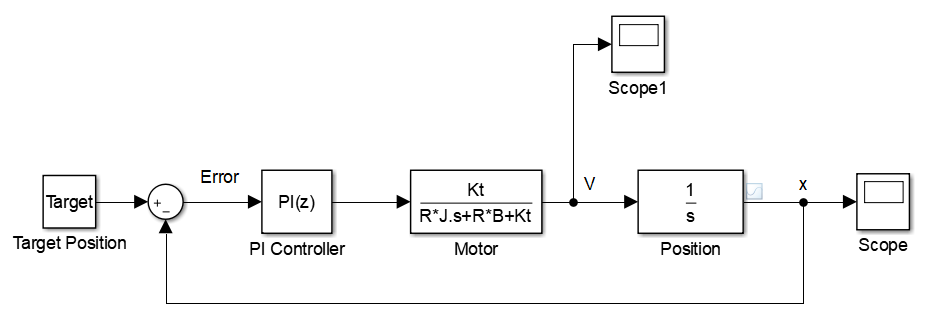 Scope1
Error
V
x
Target
+
−
PI(z)
Kt
R*J.s+R*B+Kt
1
s
Target Position
PI Controller
Motor
Position
Scope